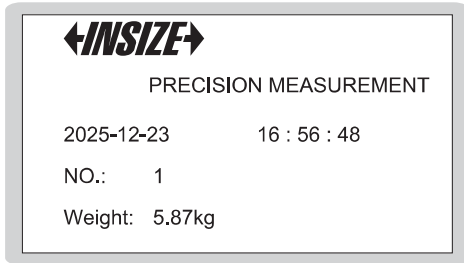 INSIZE
PRECISION MEASUREMENT
2025-12-23 16 : 56 : 48
NO.: 1
Weight: 5.87kg